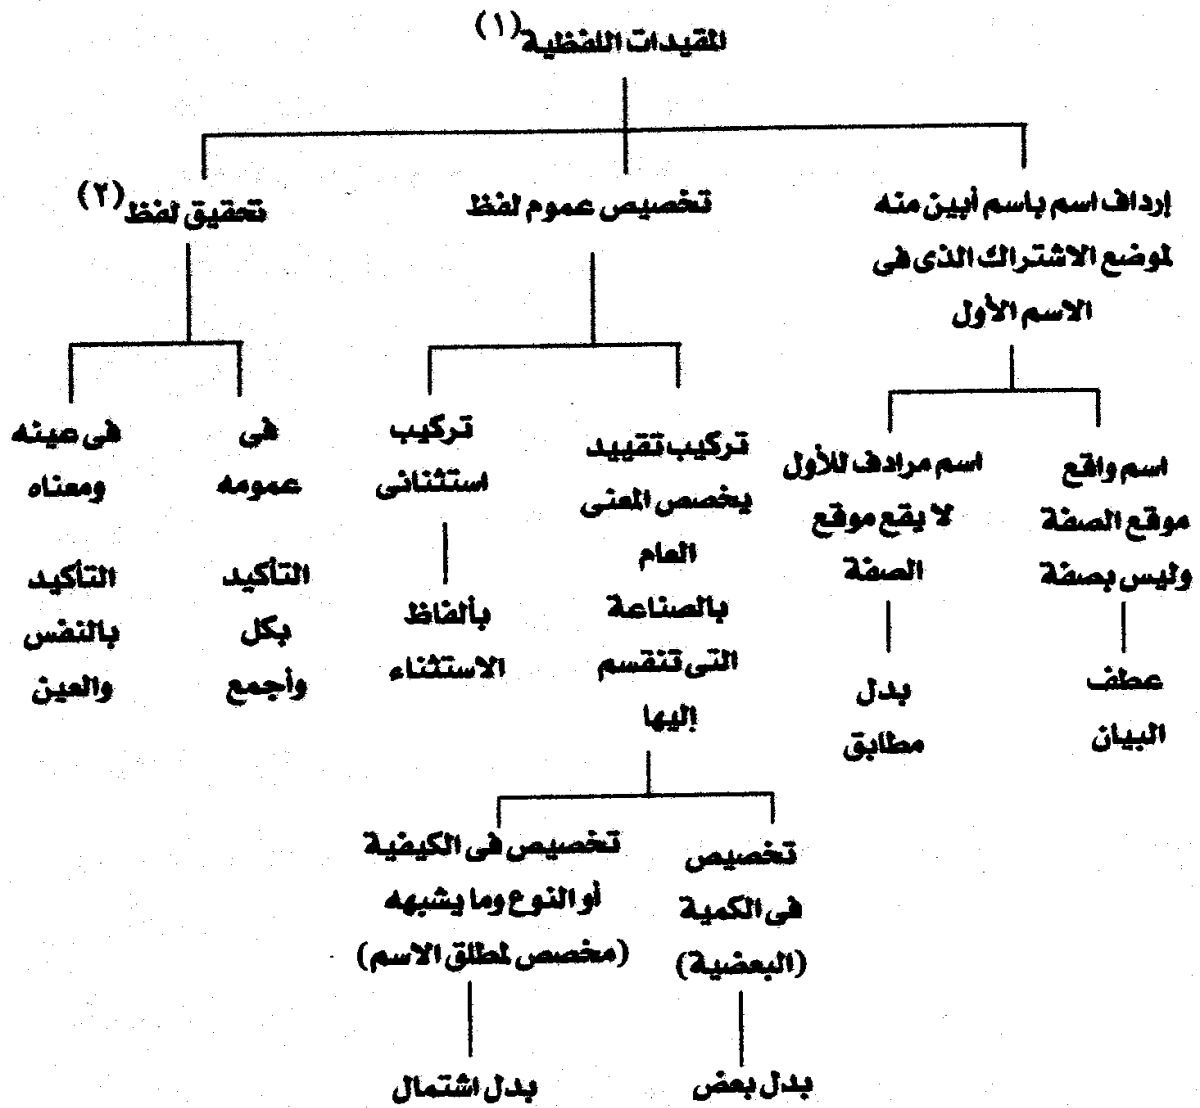 المقيدات اللفظية(١)
إرداف اسم باسم أبين منه
لموضع الاشتراك الذى فى
الاسم الأول
تخصيص عموم لفظ
تحقيق لفظ(٢)
اسم واقع
موقع الصفة
وليس بصفة
عطف
البيان
اسم مرادف للأول
لا يقع موقع
الصفة
بدل
مطابق
تركيب تقييد
يخصص المعنى
العام
بالصناعة
التى تنقسم
إليها
تخصيص
فى الكمية
(البعضية)
بدل بعض
تخصيص فى الكيفية
أو النوع وما يشبهه
(مخصص لمطلق الاسم)
بدل اشتمال
تركيب
استثنائى
بألفاظ
الاستثناء
فى
عمومه
التأكيد
بكل
وأجمع
فى عينه
ومعناه
التأكيد
بالنفس
والعين